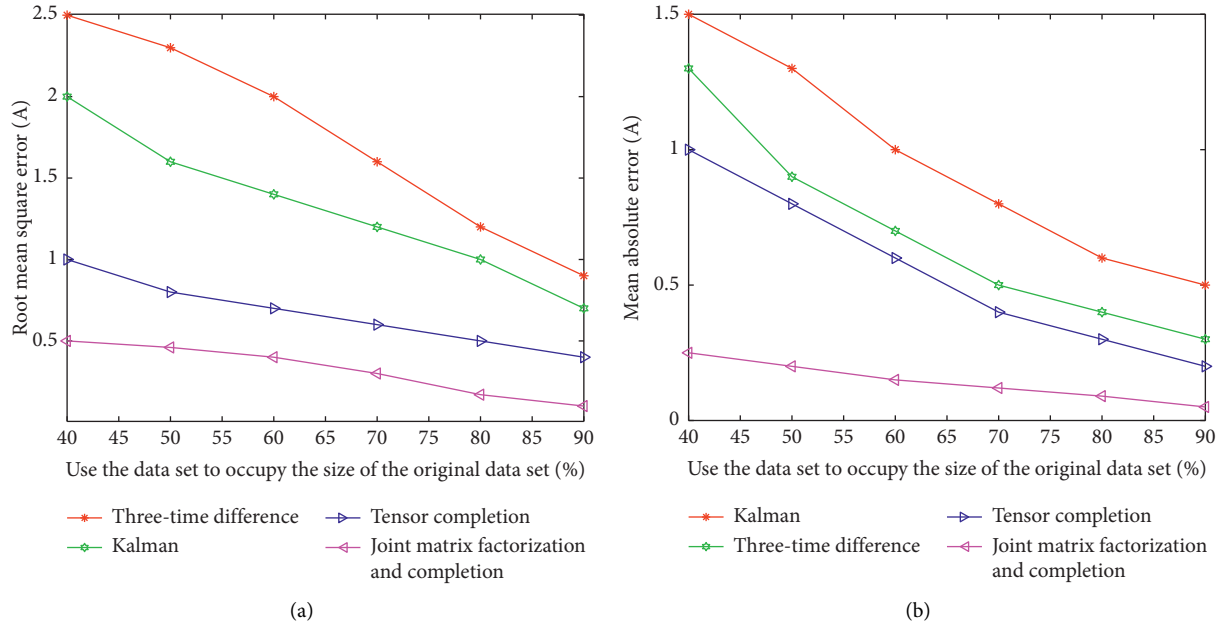 2.5
2
1.5
1
0.5
Root mean square error (A)
40 45 50 55 60 65 70 75 80 85 90
Use the data set to occupy the size of the original data set (%)
Three-time difference
Kalman
Tensor completion
Joint matrix factorization
and completion
(a)
1.5
1
0.5
0
Mean absolute error (A)
40 45 50 55 60 65 70 75 80 85 90
Use the data set to occupy the size of the original data set (%)
Kalman
Three-time difference
Tensor completion
Joint matrix factorization
and completion
(b)